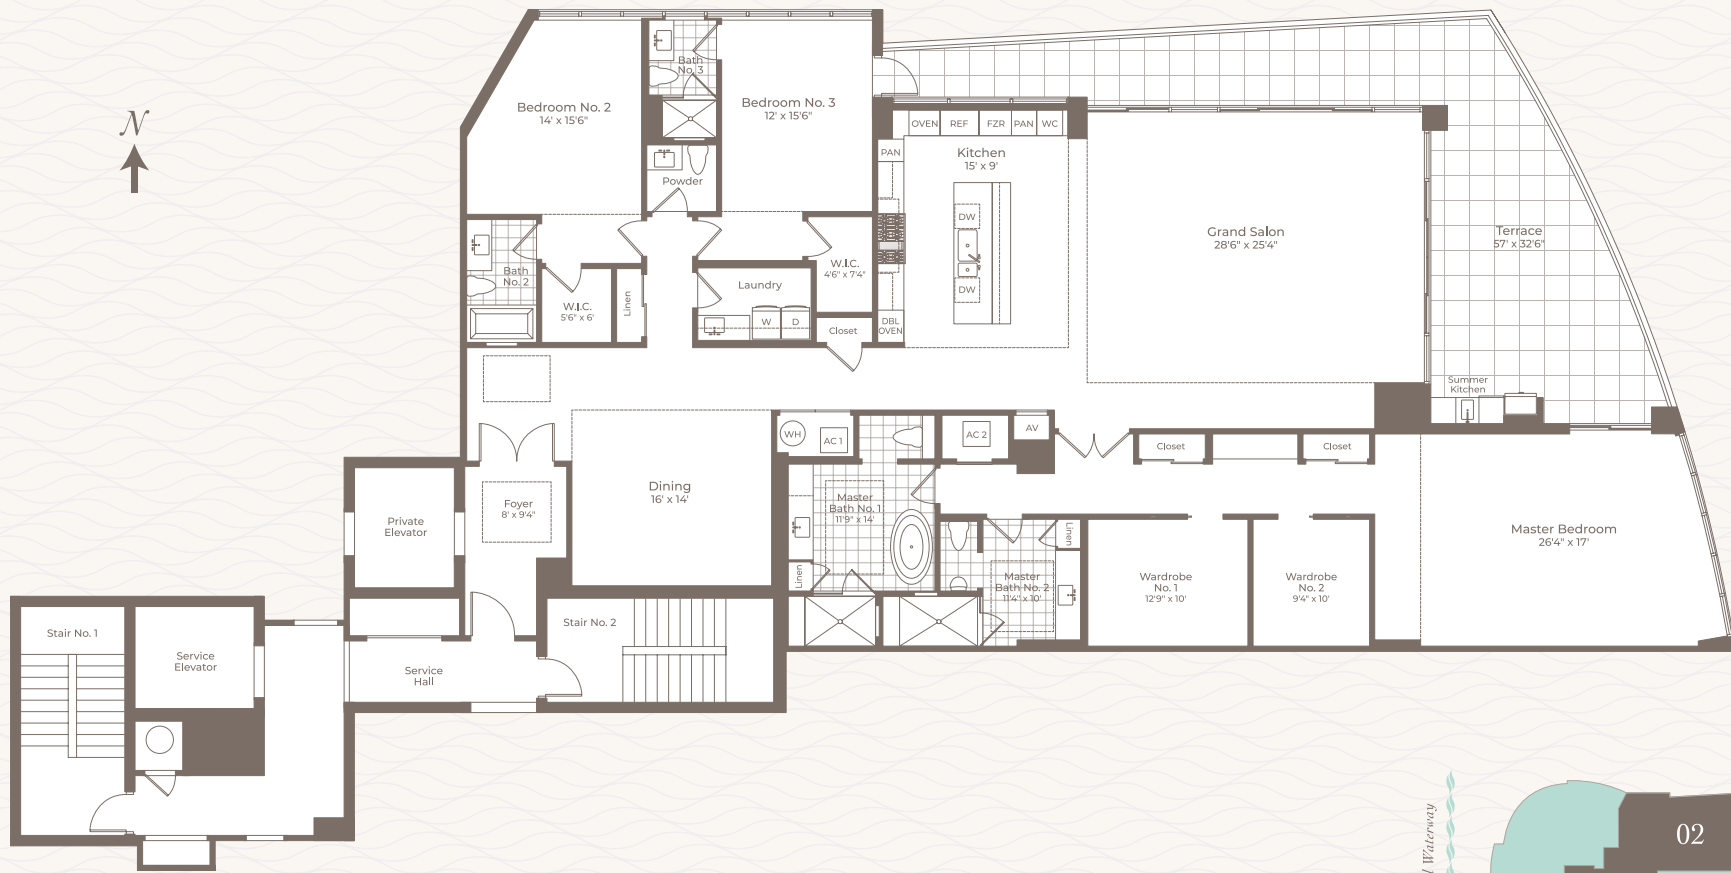 N
Bedroom No. 2
14' x 15'6"
Bath
No. 3
Bedroom No. 3
12' x 15'6"
Powder
Bath
No. 2
W.I.C.
5'6" x 6'
Linen
Laundry
W
D
W.I.C.
4'6" x 7'4"
Closet
OVEN
REF
FZR
PAN
WC
PAN
Kitchen
15' x 9'
DW
DW
DBL
OVEN
Grand Salon
28'6" x 25'4"
Terrace
57' x 32'6"
Summer
Kitchen
WH
AC 1
AC 2
AV
Closet
Closet
Dining
16' x 14'
Foyer
8' x 9'4"
Private
Elevator
Master
Bath No. 1
11'9" x 14'
Linen
Linen
Master
Bath No. 2
11'4" x 10'
Wardrobe
No. 1
12'9" x 10'
Wardrobe
No. 2
9'4" x 10'
Master Bedroom
26'4" x 17'
Stair No. 1
Service
Elevator
Service
Hall
Stair No. 2
Waterway
02